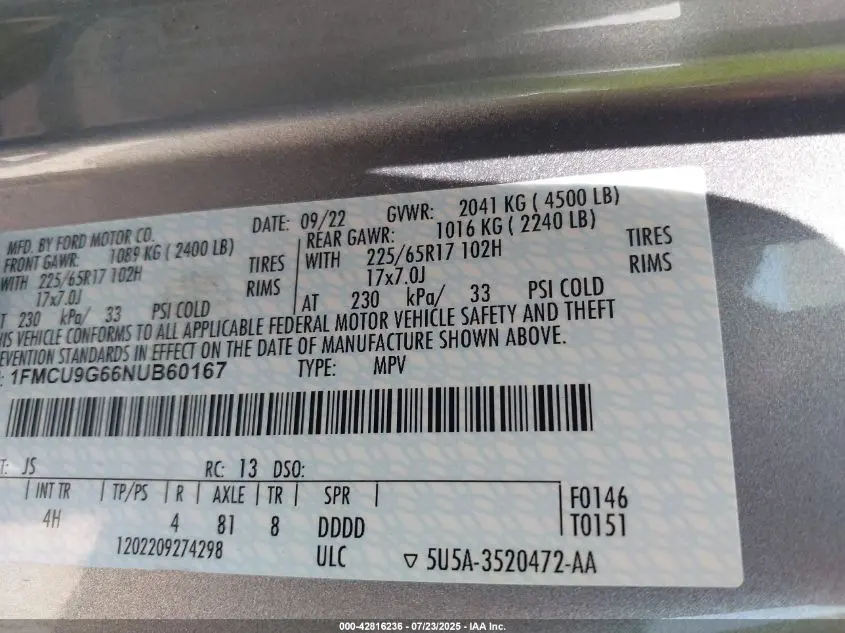 MFD. BY FORD MOTOR CO.
DATE: 09/22 GVWR: 2041 KG ( 4500 LB)
FRONT GAWR: 1089 KG ( 2400 LB)
REAR GAWR: 1016 KG ( 2240 LB)
WITH 225/65R17 102H TIRES
WITH 225/65R17 102H TIRES
17x7.0J RIMS
17x7.0J RIMS
230 kPa/ 33 PSI COLD
AT 230 kPa/ 33 PSI COLD
IS VEHICLE CONFORMS TO ALL APPLICABLE FEDERAL MOTOR VEHICLE SAFETY AND THEFT
EVENTION STANDARDS IN EFFECT ON THE DATE OF MANUFACTURE SHOWN ABOVE.
1FMCU9G66NUB60167 TYPE: MPV
T: JS RC: 13 DSO:
INT TR TP/PS R AXLE TR SPR F0146
4H 4 81 8 DDDD T0151
1202209274298 ULC ▽ 5U5A-3520472-AA
000-42816236 - 07/23/2025 - IAA Inc.